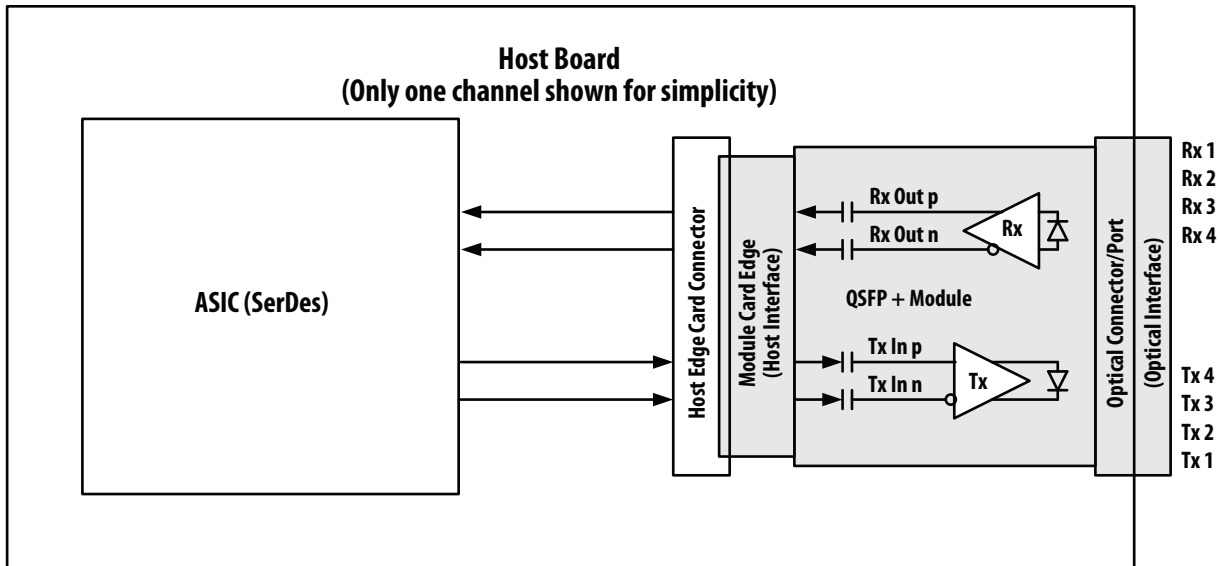 Host Board
(Only one channel shown for simplicity)
ASIC (SerDes)
Host Edge Card Connector
Module Card Edge
(Host Interface)
Rx Out p
Rx Out n
Rx
QSFP + Module
Tx In p
Tx In n
Tx
Optical Connector/Port
(Optical Interface)
Rx 1
Rx 2
Rx 3
Rx 4
Tx 4
Tx 3
Tx 2
Tx 1